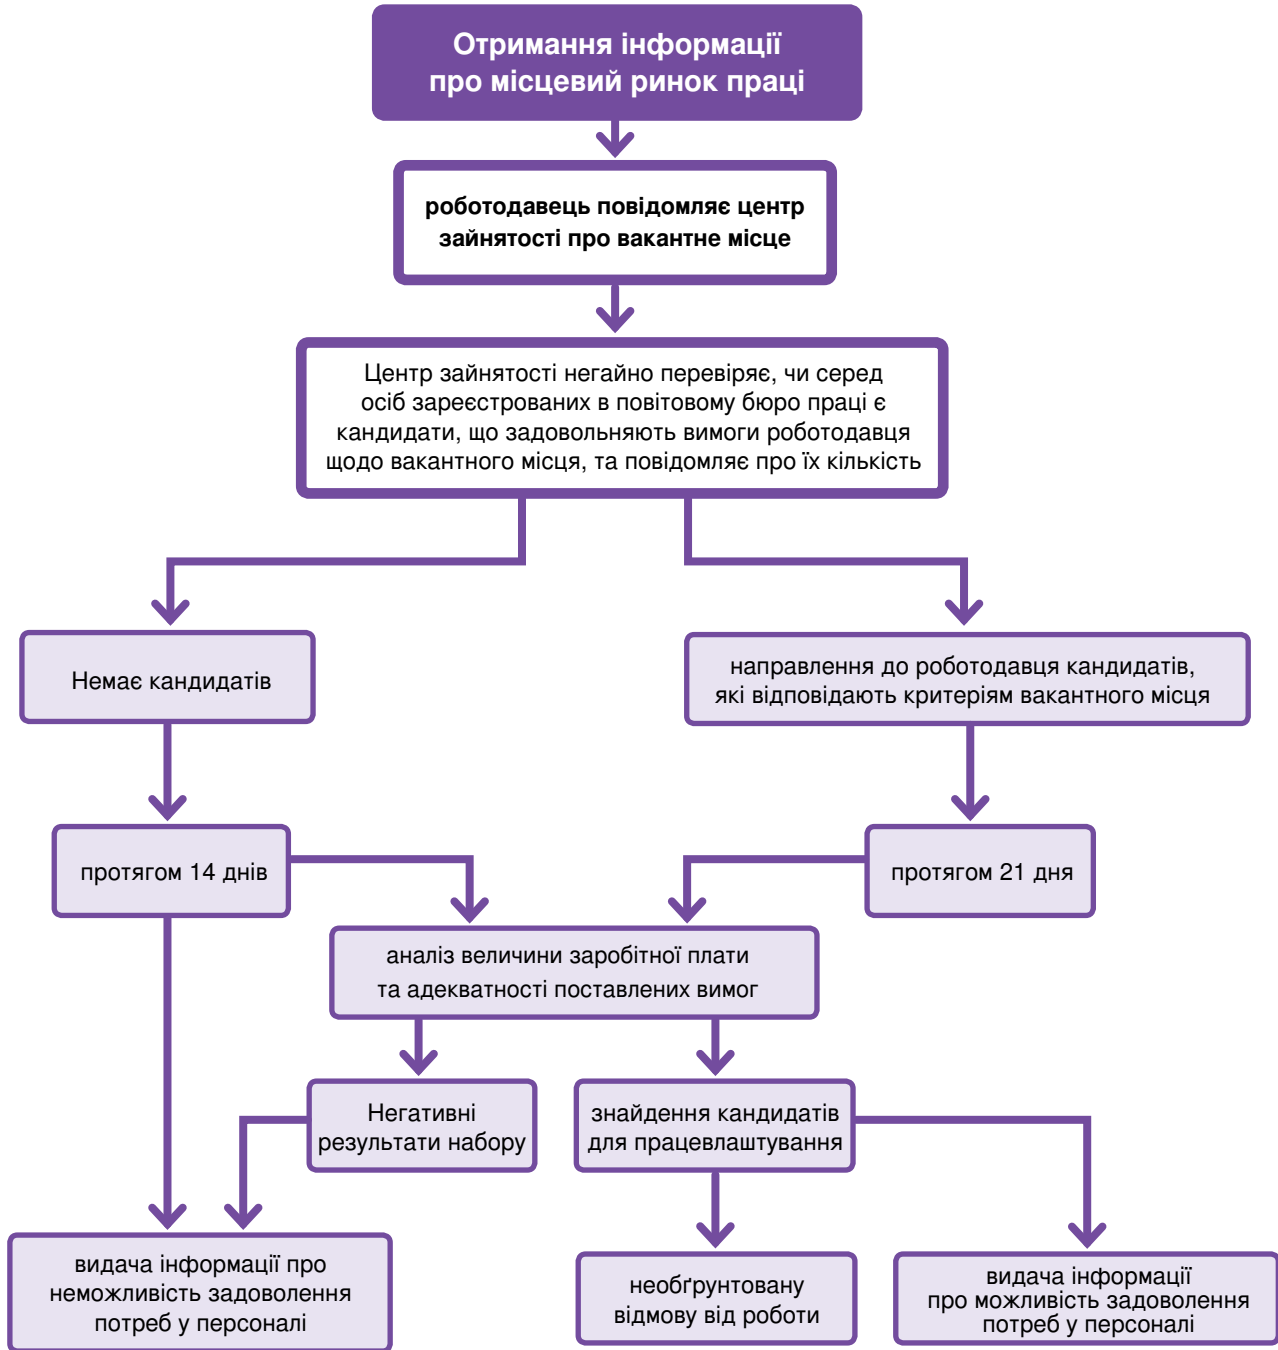 Отримання інформації
про місцевий ринок праці
роботодавець повідомляє центр
зайнятості про вакантне місце
Центр зайнятості негайно перевіряє, чи серед
осіб зареєстрованих в повітовому бюро праці є
кандидати, що задовольняють вимоги роботодавця
щодо вакантного місця, та повідомляє про їх кількість
Немає кандидатів
направлення до роботодавця кандидатів,
які відповідають критеріям вакантного місця
протягом 14 днів
протягом 21 дня
аналіз величини заробітної плати
та адекватності поставлених вимог
Негативні
результати набору
знайдення кандидатів
для працевлаштування
видача інформації про
неможливість задоволення
потреб у персоналі
необґрунтовану
відмову від роботи
видача інформації
про можливість задоволення
потреб у персоналі